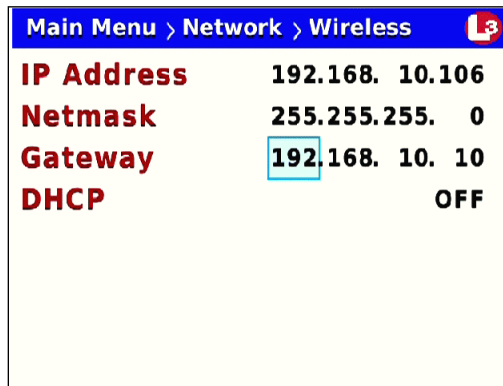 Main Menu > Network > Wireless L3
IP Address 192.168. 10.106
Netmask 255.255.255. 0
Gateway 192.168. 10. 10
DHCP OFF